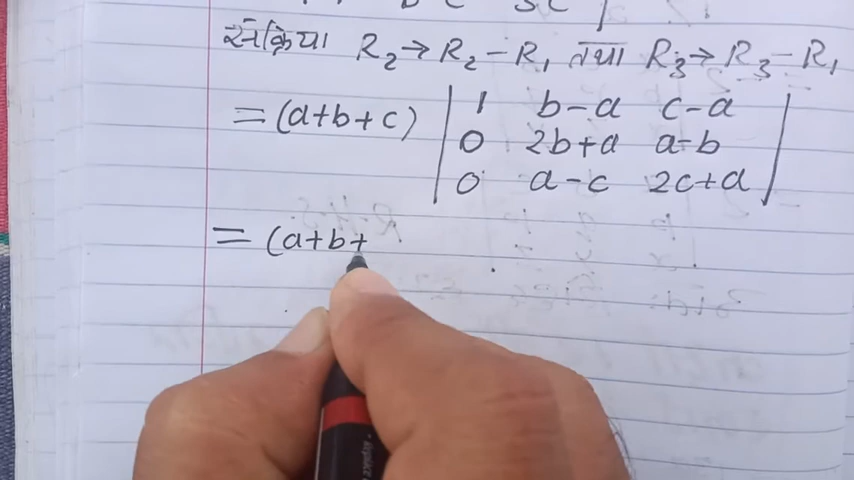 संक्रिया R₂→R₂-R₁ तथा R₃→R₃-R₁
=(a+b+c) | 1 b-a c-a |
| 0 2b+a a-b |
| 0 a-c 2c+a |
= (a+b+